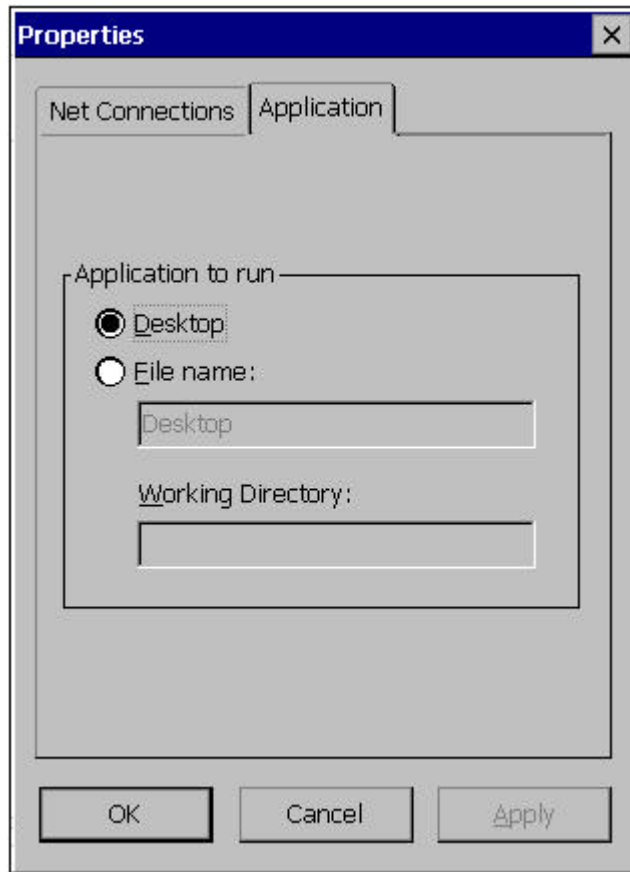 Properties
Net Connections Application
Application to run
Desktop
File name:
Desktop
Working Directory:
OK Cancel Apply